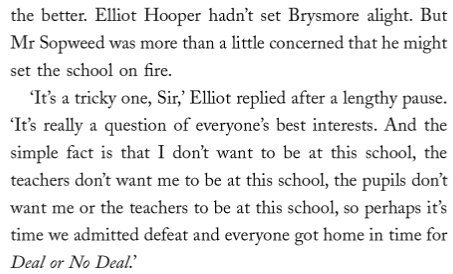 the better. Elliot Hooper hadn’t set Brysmore alight. But
Mr Sopweed was more than a little concerned that he might
set the school on fire.
‘It’s a tricky one, Sir,’ Elliot replied after a lengthy pause.
‘It’s really a question of everyone’s best interests. And the
simple fact is that I don’t want to be at this school, the
teachers don’t want me to be at this school, the pupils don’t
want me or the teachers to be at this school, so perhaps it’s
time we admitted defeat and everyone got home in time for
Deal or No Deal.’